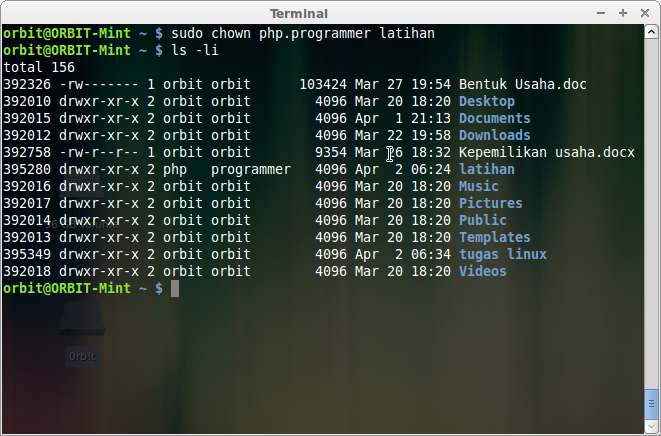 Terminal
orbit@ORBIT-Mint ~ $ sudo chown php.programmer latihan
orbit@ORBIT-Mint ~ $ ls -li
total 156
392326 -rw------- 1 orbit orbit      103424 Mar 27 19:54 Bentuk Usaha.doc
392010 drwxr-xr-x 2 orbit orbit        4096 Mar 20 18:20 Desktop
392015 drwxr-xr-x 2 orbit orbit        4096 Apr  1 21:13 Documents
392012 drwxr-xr-x 2 orbit orbit        4096 Mar 22 19:58 Downloads
392758 -rw-r--r-- 1 orbit orbit        9354 Mar 26 18:32 Kepemilikan usaha.docx
395280 drwxr-xr-x 2 php   programmer   4096 Apr  2 06:24 latihan
392016 drwxr-xr-x 2 orbit orbit        4096 Mar 20 18:20 Music
392017 drwxr-xr-x 2 orbit orbit        4096 Mar 20 18:20 Pictures
392014 drwxr-xr-x 2 orbit orbit        4096 Mar 20 18:20 Public
392013 drwxr-xr-x 2 orbit orbit        4096 Mar 20 18:20 Templates
395349 drwxr-xr-x 2 orbit orbit        4096 Apr  2 06:34 tugas linux
392018 drwxr-xr-x 2 orbit orbit        4096 Mar 20 18:20 Videos
orbit@ORBIT-Mint ~ $